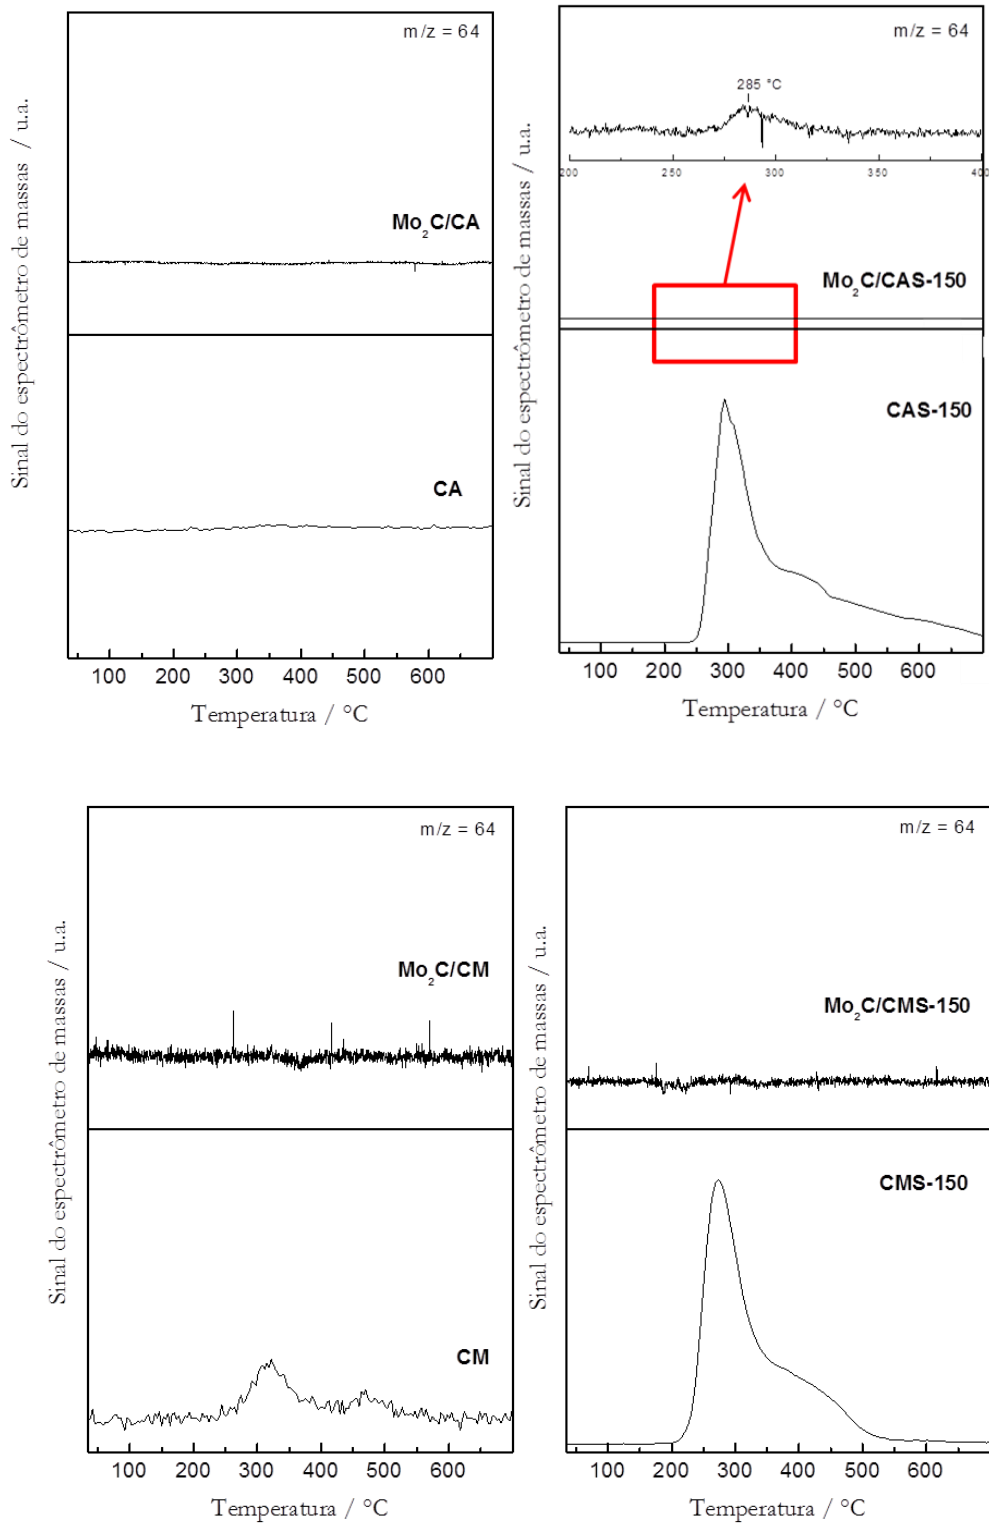 Sinal do espectrômetro de massas / u.a.
m/z = 64
Mo₂C/CA
CA
100 200 300 400 500 600
Temperatura / °C
Sinal do espectrômetro de massas / u.a.
m/z = 64
285 °C
200 250 300 350 400
Mo₂C/CAS-150
CAS-150
100 200 300 400 500 600
Temperatura / °C
Sinal do espectrômetro de massas / u.a.
m/z = 64
Mo₂C/CM
CM
100 200 300 400 500 600
Temperatura / °C
Sinal do espectrômetro de massas / u.a.
m/z = 64
Mo₂C/CMS-150
CMS-150
100 200 300 400 500 600
Temperatura / °C